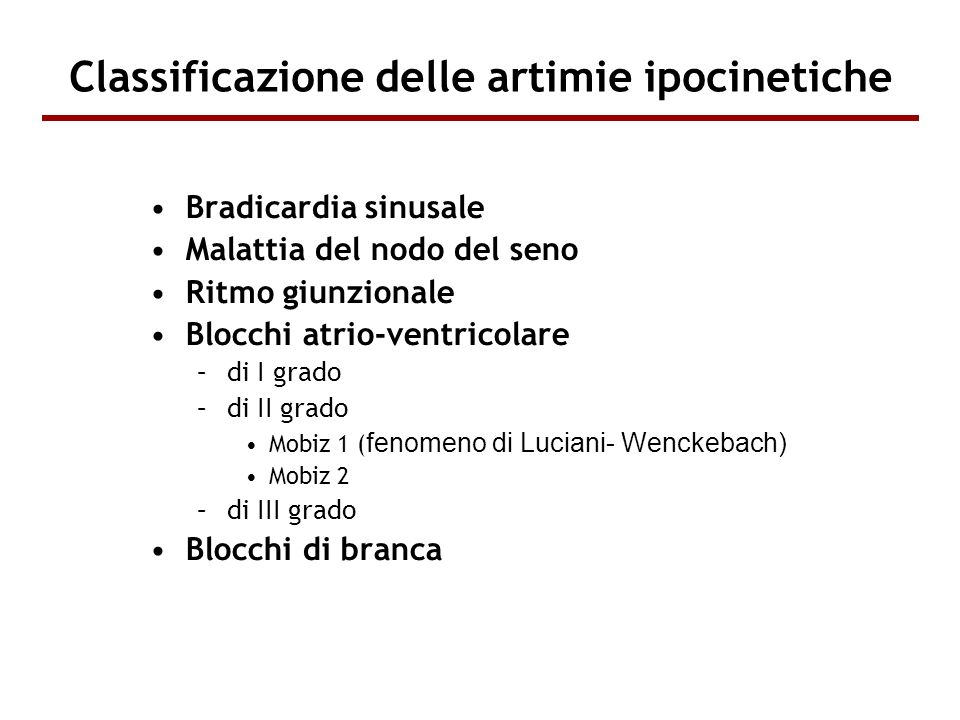 Classificazione delle artimie ipocinetiche
• Bradicardia sinusale
• Malattia del nodo del seno
• Ritmo giunzionale
• Blocchi atrio-ventricolare
– di I grado
– di II grado
• Mobiz 1 (fenomeno di Luciani- Wenckebach)
• Mobiz 2
– di III grado
• Blocchi di branca